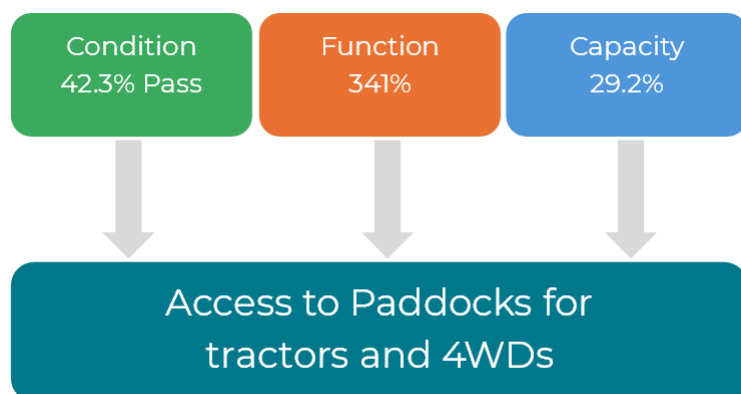 Condition
42.3% Pass
Function
341%
Capacity
29.2%
Access to Paddocks for
tractors and 4WDs